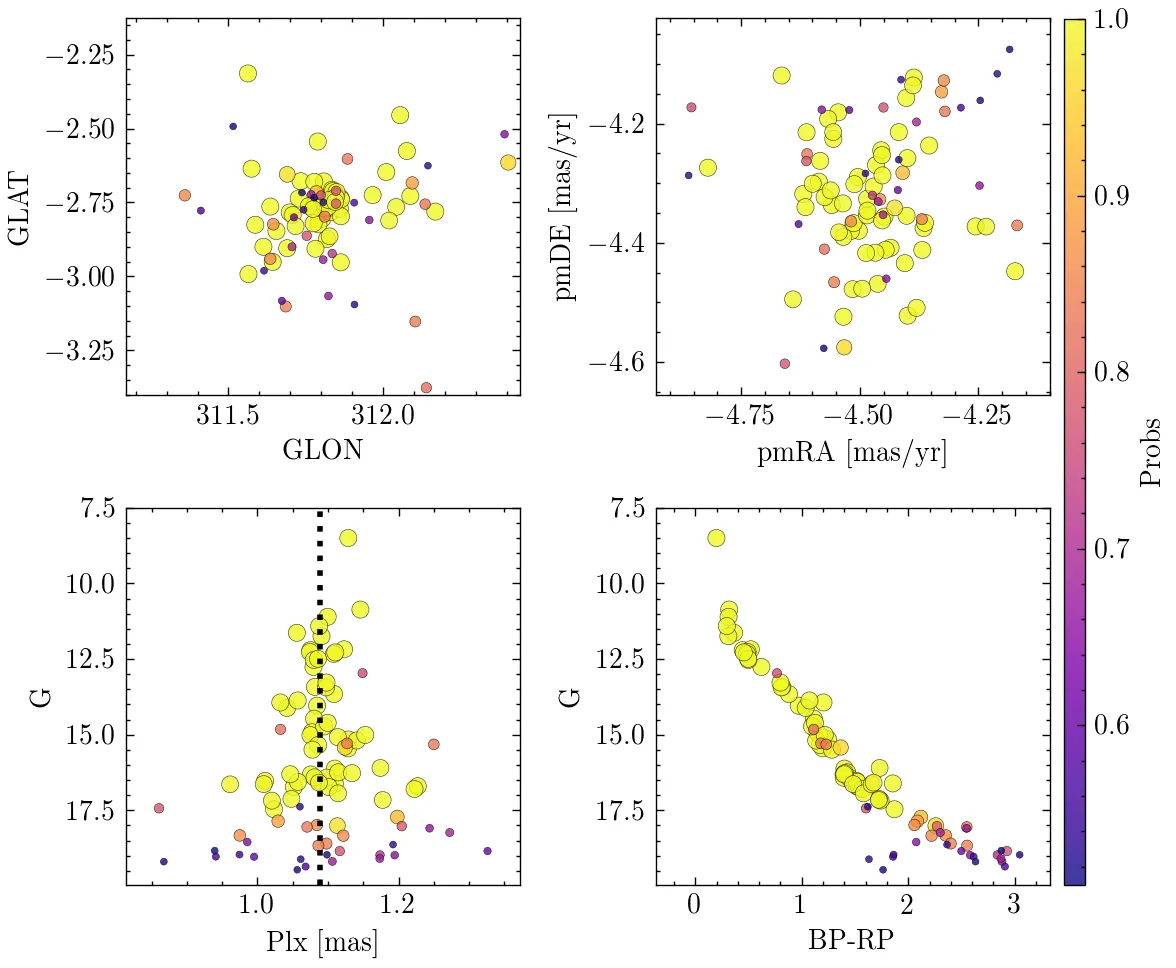 −2.25
−2.50
−2.75
−3.00
−3.25
GLAT
311.5 312.0
GLON
−4.2
−4.4
−4.6
pmDE [mas/yr]
−4.75 −4.50 −4.25
pmRA [mas/yr]
7.5
10.0
12.5
15.0
17.5
G
1.0 1.2
Plx [mas]
7.5
10.0
12.5
15.0
17.5
G
0 1 2 3
BP-RP
1.0
0.9
0.8
0.7
0.6
Probs